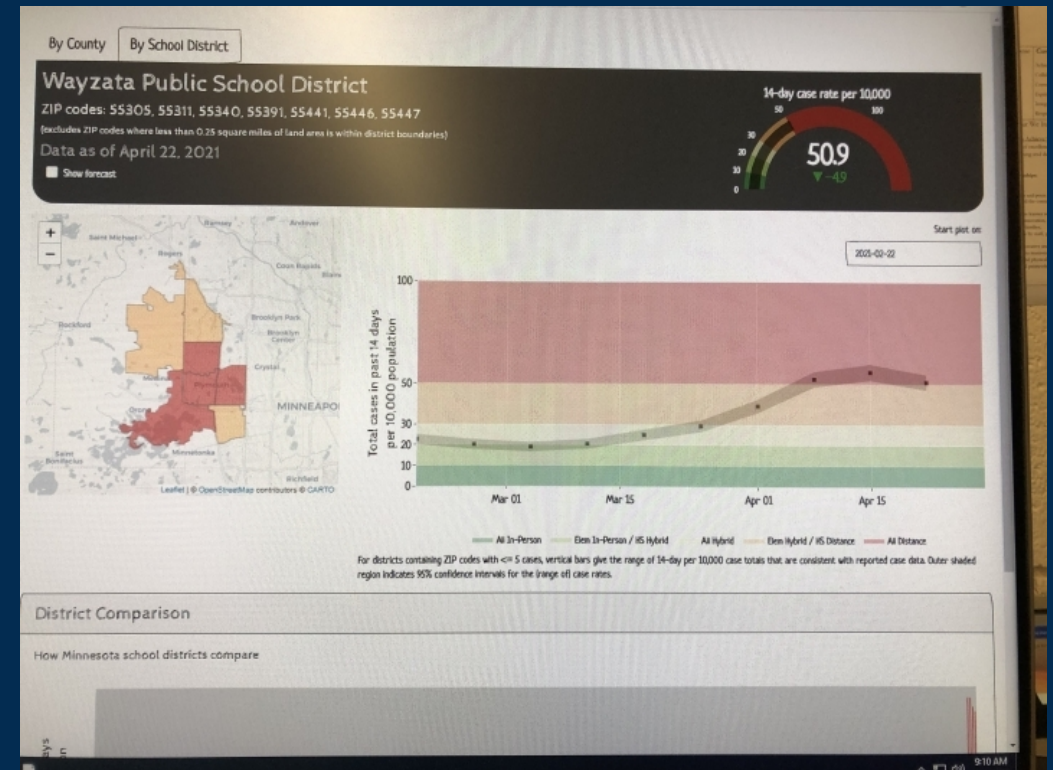 By County
By School District
Wayzata Public School District
ZIP codes: 55305, 55311, 55340, 55391, 55441, 55446, 55447
(excludes ZIP codes where less than 0.25 square miles of land area is within district boundaries)
Data as of April 22, 2021
Show forecast
14-day case rate per 10,000
50
100
30
20
10
0
50.9
▼ -4.9
Start plot on
+
−
Saint Michael
Ramsey
Andover
Rogers
Coon Rapids
Blaine
Rockford
Brooklyn Park
Brooklyn
Center
Crystal
Plymouth
MINNEAPO
Orono
Minnetonka
Saint
Bonifacius
Richfield
Leaflet | © OpenStreetMap contributors © CARTO
Total cases in past 14 days
per 10,000 population
100
50
30
20
10
0
Mar 01
Mar 15
Apr 01
Apr 15
All In-Person
Elem In-Person / HS Hybrid
All Hybrid
Elem Hybrid / HS Distance
All Distance
For districts containing ZIP codes with <= 5 cases, vertical bars give the range of 14-day per 10,000 case totals that are consistent with reported case data. Outer shaded
region indicates 95% confidence intervals for the (range of) case rates.
District Comparison
How Minnesota school districts compare
9:10 AM